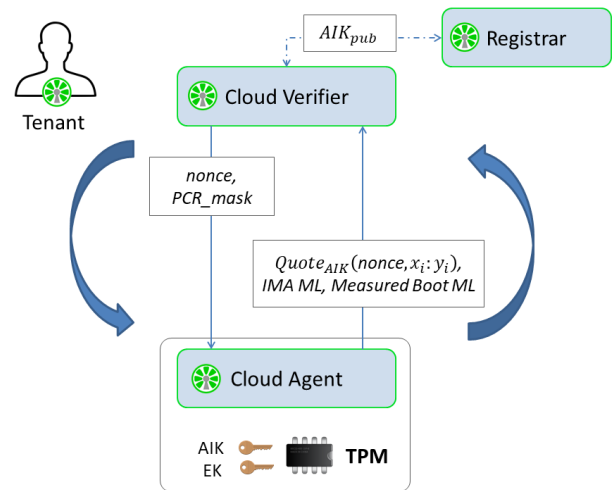 AIK_pub
Registrar
Cloud Verifier
Tenant
nonce,
PCR_mask
Quote_AIK(nonce, x_i: y_i),
IMA ML, Measured Boot ML
Cloud Agent
AIK
EK
TPM